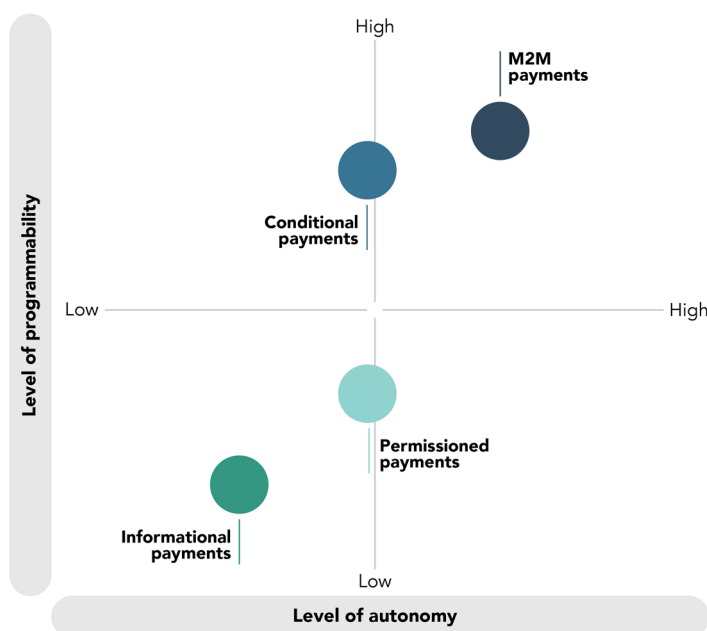 High
M2M
payments
Conditional
payments
Level of programmability
Low
High
Permissioned
payments
Informational
payments
Low
Level of autonomy